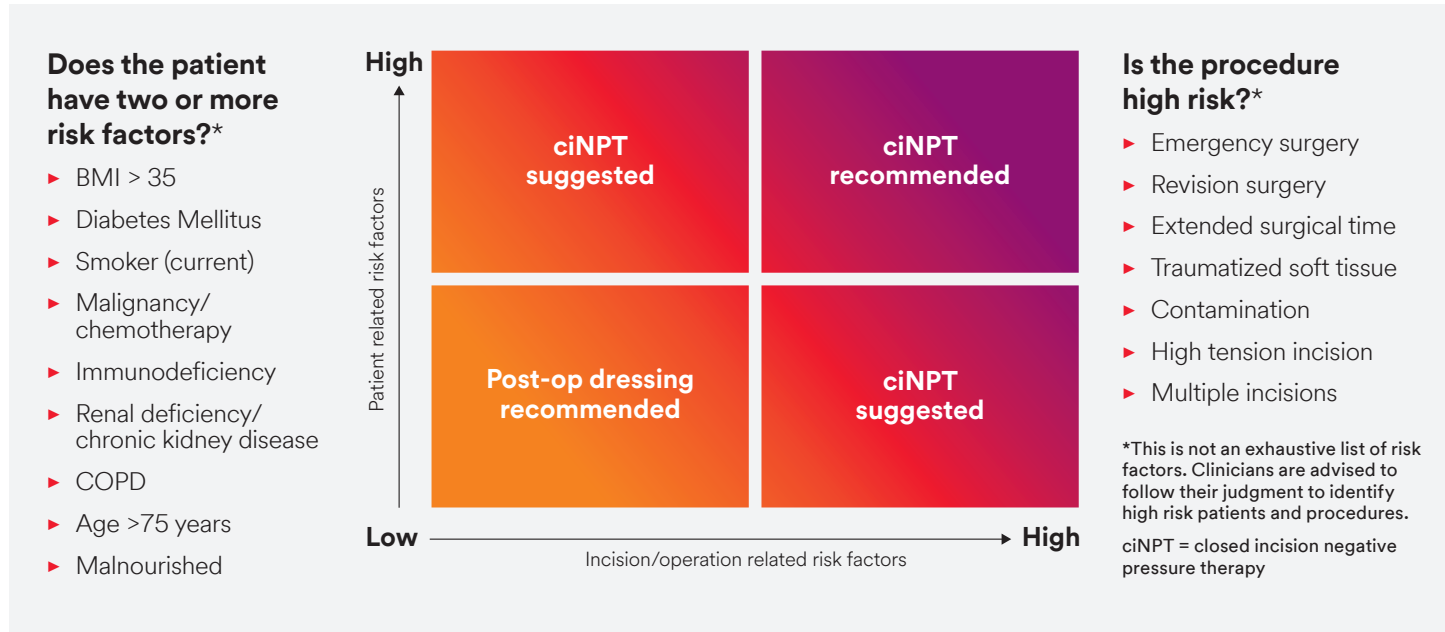 Does the patient
have two or more
risk factors?*
► BMI > 35
► Diabetes Mellitus
► Smoker (current)
► Malignancy/
chemotherapy
► Immunodeficiency
► Renal deficiency/
chronic kidney disease
► COPD
► Age >75 years
► Malnourished
High
Patient related risk factors
Low
ciNPT
suggested
ciNPT
recommended
Post-op dressing
recommended
ciNPT
suggested
High
Incision/operation related risk factors
Is the procedure
high risk?*
► Emergency surgery
► Revision surgery
► Extended surgical time
► Traumatized soft tissue
► Contamination
► High tension incision
► Multiple incisions
*This is not an exhaustive list of risk
factors. Clinicians are advised to
follow their judgment to identify
high risk patients and procedures.
ciNPT = closed incision negative
pressure therapy